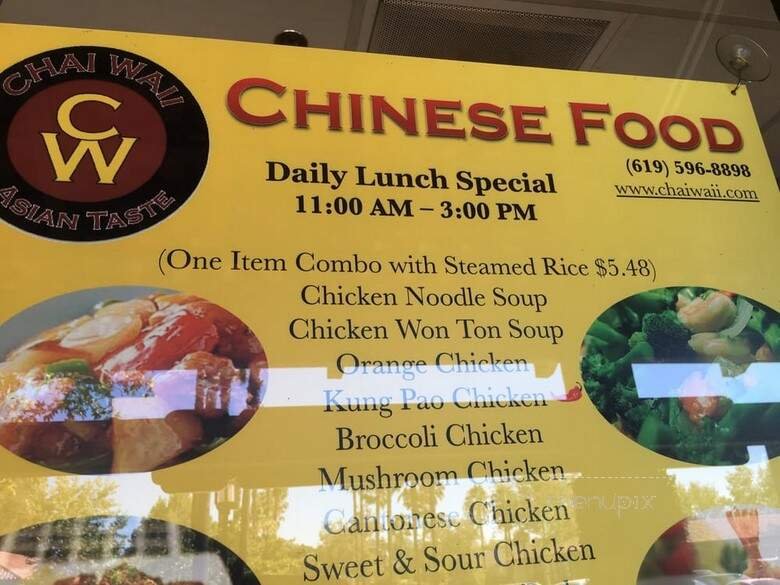 CHAI WAII
CW
ASIAN TASTE
CHINESE FOOD
(619) 596-8898
www.chaiwaii.com
Daily Lunch Special
11:00 AM – 3:00 PM
(One Item Combo with Steamed Rice $5.48)
Chicken Noodle Soup
Chicken Won Ton Soup
Orange Chicken
Kung Pao Chicken
Broccoli Chicken
Mushroom Chicken
Cantonese Chicken
Sweet & Sour Chicken
menupix